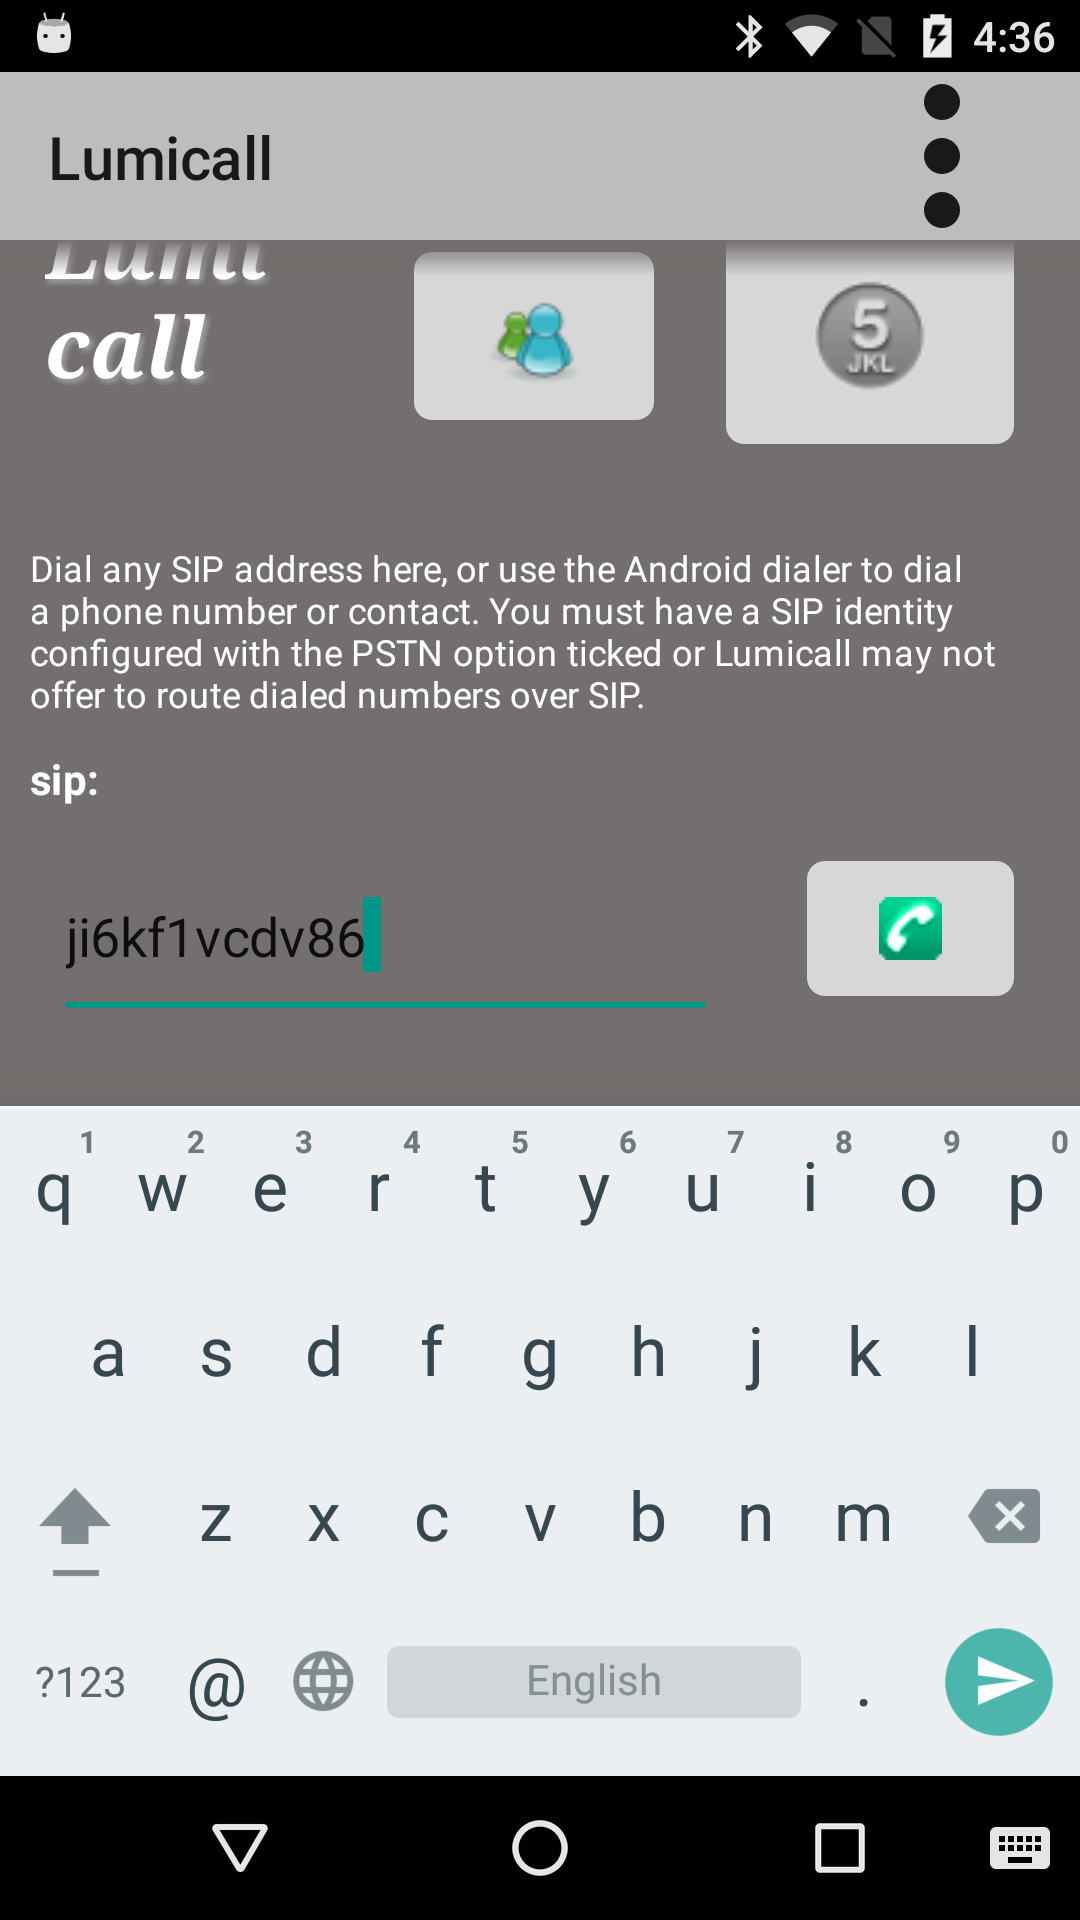 4:36
Lumicall
Lumi
call
5
JKL
Dial any SIP address here, or use the Android dialer to dial
a phone number or contact. You must have a SIP identity
configured with the PSTN option ticked or Lumicall may not
offer to route dialed numbers over SIP.
sip:
ji6kf1vcdv86
1 2 3 4 5 6 7 8 9 0
q w e r t y u i o p
a s d f g h j k l
z x c v b n m
?123 @ English .